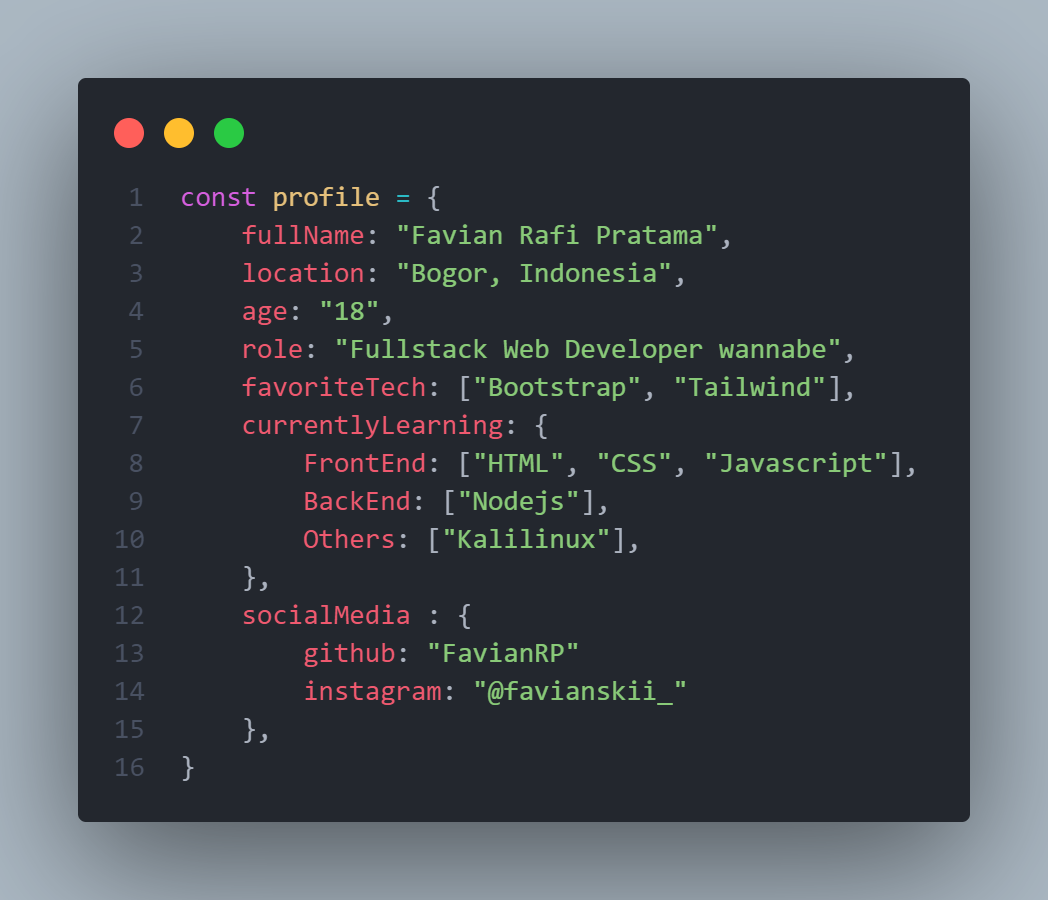 1 const profile = {
2 fullName: "Favian Rafi Pratama",
3 location: "Bogor, Indonesia",
4 age: "18",
5 role: "Fullstack Web Developer wannabe",
6 favoriteTech: ["Bootstrap", "Tailwind"],
7 currentlyLearning: {
8 FrontEnd: ["HTML", "CSS", "Javascript"],
9 BackEnd: ["Nodejs"],
10 Others: ["Kalilinux"],
11 },
12 socialMedia : {
13 github: "FavianRP"
14 instagram: "@favianskii_"
15 },
16 }